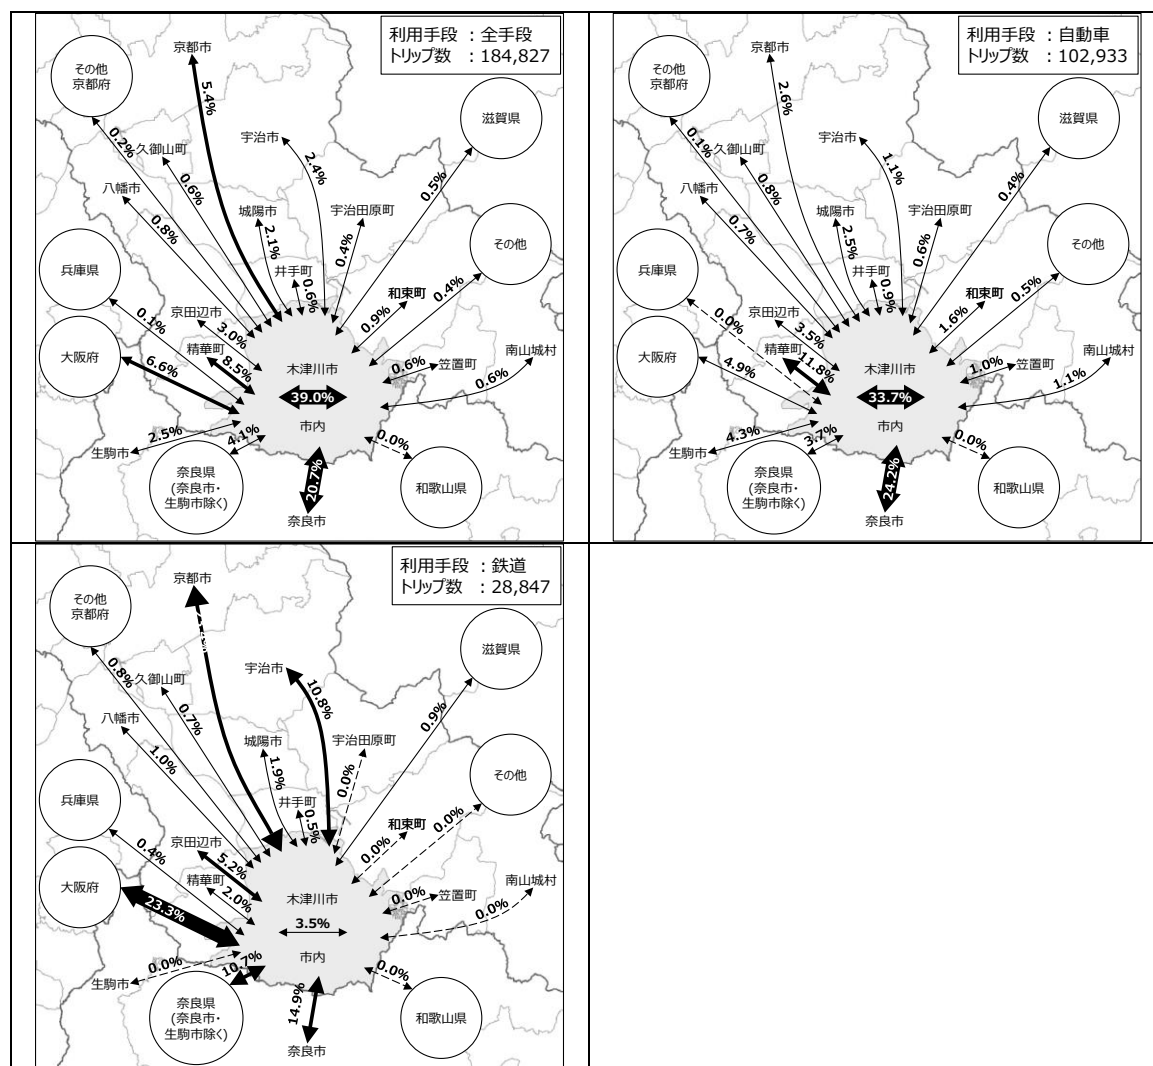 利用手段 ：全手段
トリップ数 ：184,827
京都市
5.4%
その他
京都府
0.2%
久御山町
0.6%
八幡市
0.8%
宇治市
2.4%
滋賀県
0.5%
城陽市
2.1%
宇治田原町
0.4%
井手町
0.6%
その他
0.4%
和束町
0.9%
兵庫県
0.1%
京田辺市
3.0%
精華町
8.5%
大阪府
6.6%
木津川市
39.0%
市内
笠置町
0.6%
南山城村
0.6%
生駒市
2.5%
奈良県
(奈良市・
生駒市除く)
4.1%
20.7%
奈良市
0.0%
和歌山県
利用手段 ：自動車
トリップ数 ：102,933
京都市
2.6%
その他
京都府
0.1%
久御山町
0.8%
八幡市
0.7%
宇治市
1.1%
滋賀県
0.4%
城陽市
2.5%
宇治田原町
0.6%
井手町
0.9%
その他
0.5%
和束町
1.6%
兵庫県
0.0%
京田辺市
3.5%
精華町
11.8%
大阪府
4.9%
木津川市
33.7%
市内
笠置町
1.0%
南山城村
1.1%
生駒市
4.3%
奈良県
(奈良市・
生駒市除く)
3.7%
24.2%
奈良市
0.0%
和歌山県
利用手段 ：鉄道
トリップ数 ：28,847
京都市
その他
京都府
0.8%
久御山町
0.7%
八幡市
1.0%
宇治市
10.8%
滋賀県
0.9%
城陽市
1.9%
宇治田原町
0.0%
井手町
0.5%
その他
0.0%
和束町
0.0%
兵庫県
0.4%
京田辺市
5.2%
精華町
2.0%
大阪府
23.3%
木津川市
3.5%
市内
笠置町
0.0%
南山城村
0.0%
生駒市
0.0%
奈良県
(奈良市・
生駒市除く)
10.7%
14.9%
奈良市
0.0%
和歌山県